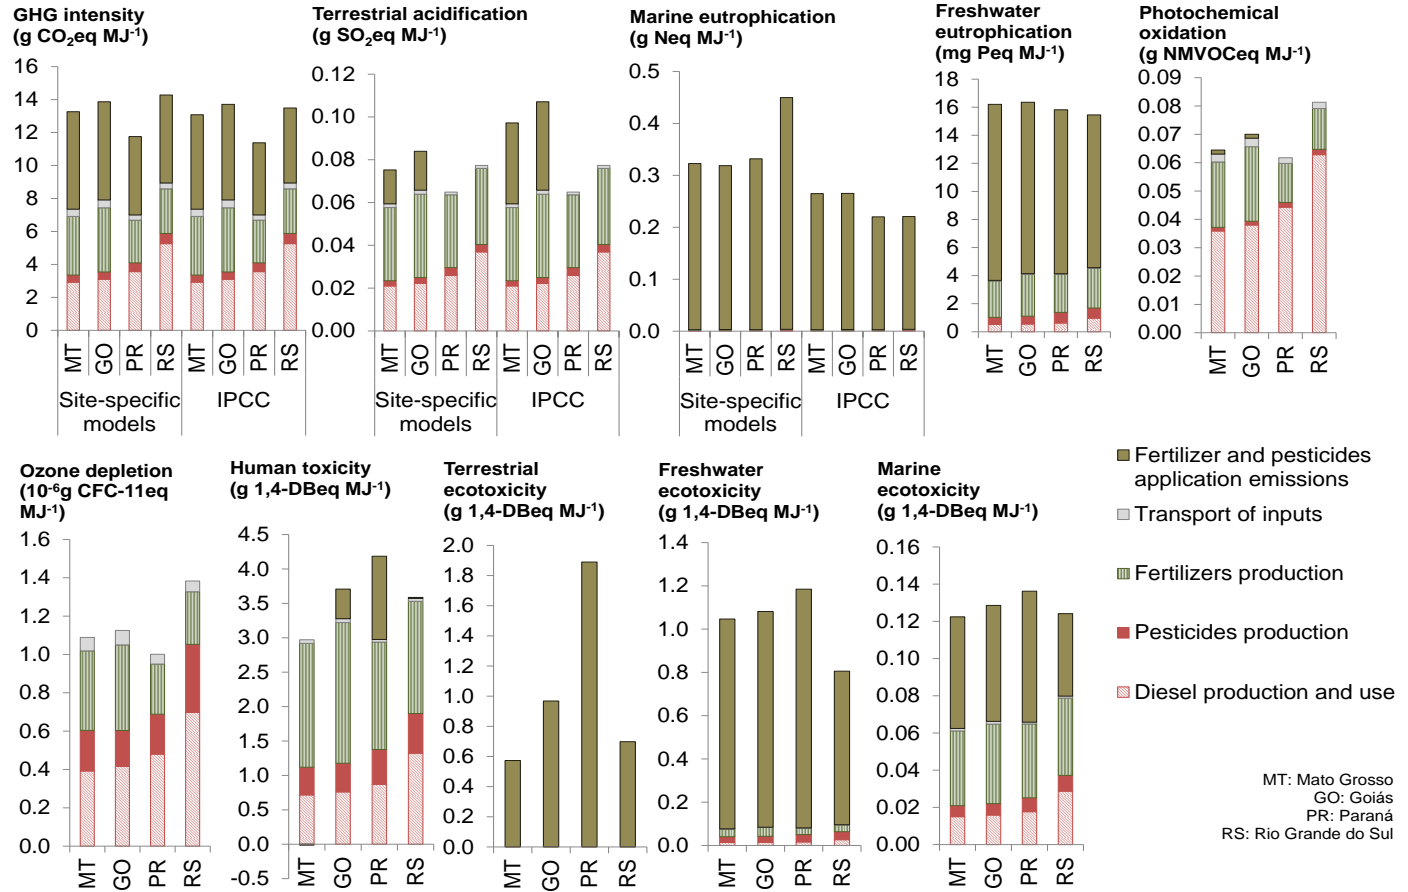 GHG intensity
(g CO₂eq MJ⁻¹)
16
14
12
10
8
6
4
2
0
MT
GO
PR
RS
MT
GO
PR
RS
Site-specific
models
IPCC
Terrestrial acidification
(g SO₂eq MJ⁻¹)
0.12
0.10
0.08
0.06
0.04
0.02
0.00
MT
GO
PR
RS
MT
GO
PR
RS
Site-specific
models
IPCC
Marine eutrophication
(g Neq MJ⁻¹)
0.5
0.4
0.3
0.2
0.1
0.0
MT
GO
PR
RS
MT
GO
PR
RS
Site-specific
models
IPCC
Freshwater
eutrophication
(mg Peq MJ⁻¹)
18
16
14
12
10
8
6
4
2
0
MT
GO
PR
RS
Photochemical
oxidation
(g NMVOCeq MJ⁻¹)
0.09
0.08
0.07
0.06
0.05
0.04
0.03
0.02
0.01
0.00
MT
GO
PR
RS
Ozone depletion
(10⁻⁶g CFC-11eq
MJ⁻¹)
1.6
1.4
1.2
1.0
0.8
0.6
0.4
0.2
0.0
MT
GO
PR
RS
Human toxicity
(g 1,4-DBeq MJ⁻¹)
4.5
4.0
3.5
3.0
2.5
2.0
1.5
1.0
0.5
0.0
-0.5
MT
GO
PR
RS
Terrestrial
ecotoxicity
(g 1,4-DBeq MJ⁻¹)
2.0
1.8
1.6
1.4
1.2
1.0
0.8
0.6
0.4
0.2
0.0
MT
GO
PR
RS
Freshwater
ecotoxicity
(g 1,4-DBeq MJ⁻¹)
1.4
1.2
1.0
0.8
0.6
0.4
0.2
0.0
MT
GO
PR
RS
Marine
ecotoxicity
(g 1,4-DBeq MJ⁻¹)
0.16
0.14
0.12
0.10
0.08
0.06
0.04
0.02
0.00
MT
GO
PR
RS
Fertilizer and pesticides
application emissions
Transport of inputs
Fertilizers production
Pesticides production
Diesel production and use
MT: Mato Grosso
GO: Goiás
PR: Paraná
RS: Rio Grande do Sul